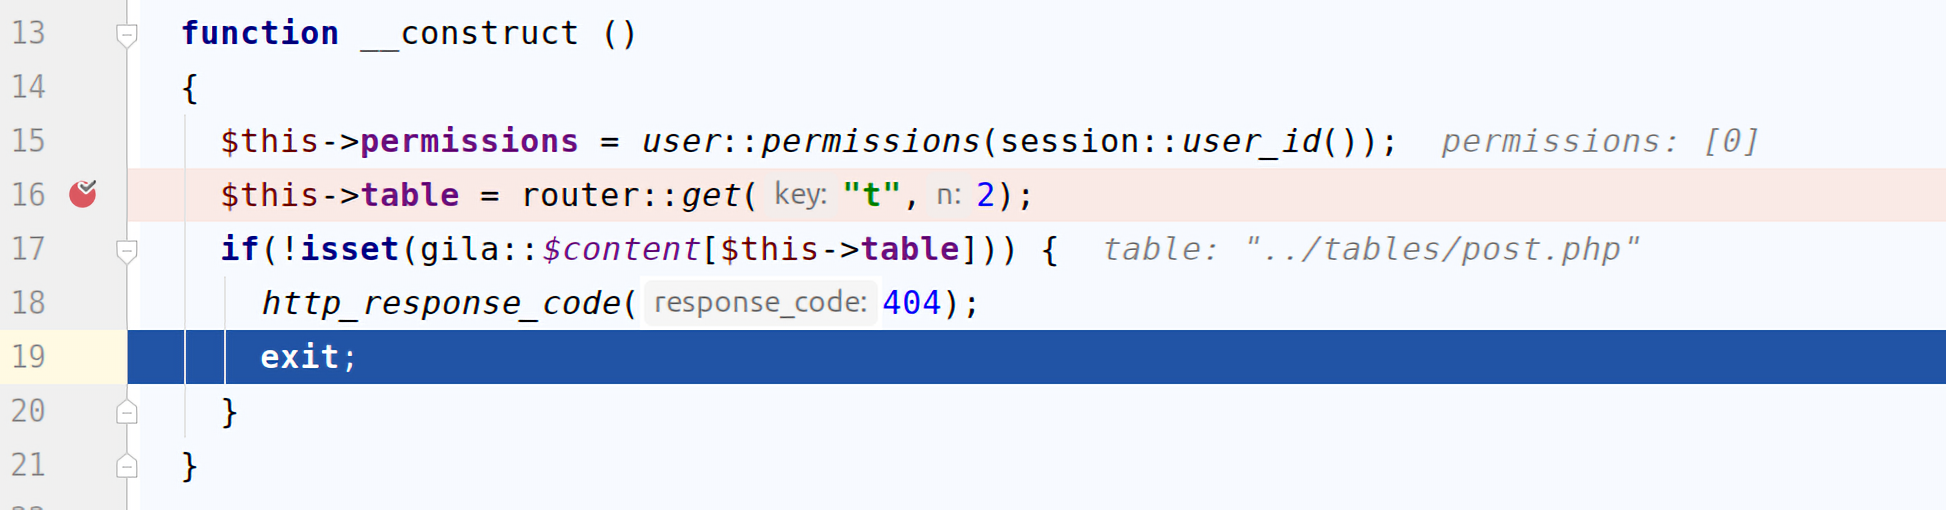 13 function __construct ()
14 {
15 $this->permissions = user::permissions(session::user_id()); permissions: [0]
16 $this->table = router::get( key: "t", n: 2);
17 if(!isset(gila::$content[$this->table])) { table: "../tables/post.php"
18 http_response_code( response_code: 404);
19 exit;
20 }
21 }